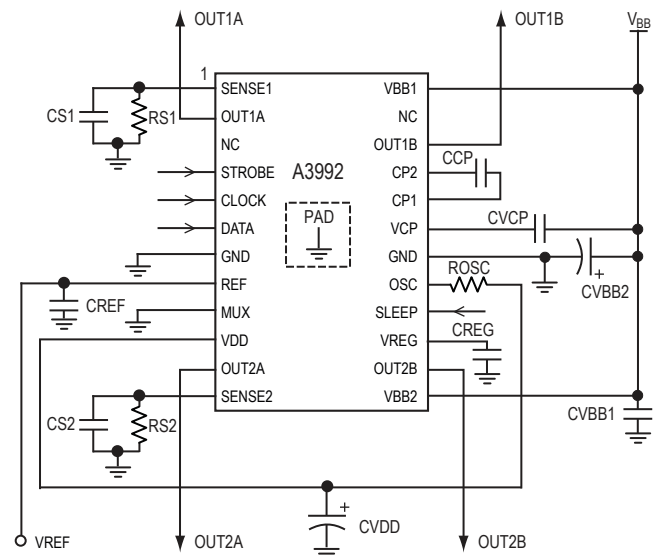 OUT1A
OUT1B
VBB
1
SENSE1
VBB1
CS1
RS1
OUT1A
NC
NC
OUT1B
CCP
STROBE
A3992
CP2
CLOCK
CP1
DATA
PAD
VCP
CVCP
GND
GND
ROSC
REF
OSC
CVBB2
+
CREF
MUX
SLEEP
CREG
VDD
VREG
OUT2A
OUT2B
CS2
RS2
SENSE2
VBB2
CVBB1
+
CVDD
VREF
OUT2A
OUT2B